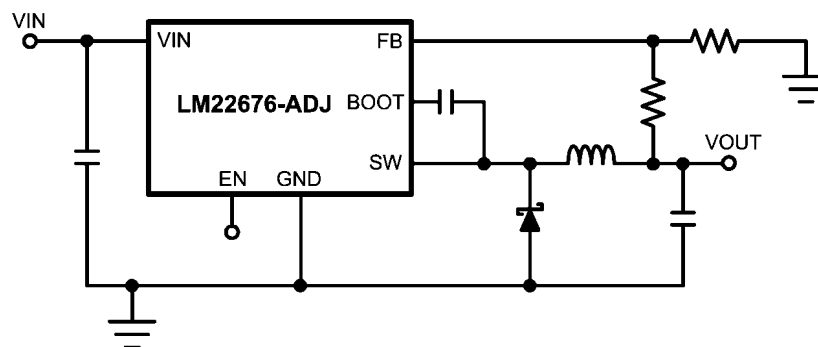 VIN
VIN
FB
LM22676-ADJ
BOOT
VOUT
SW
EN
GND